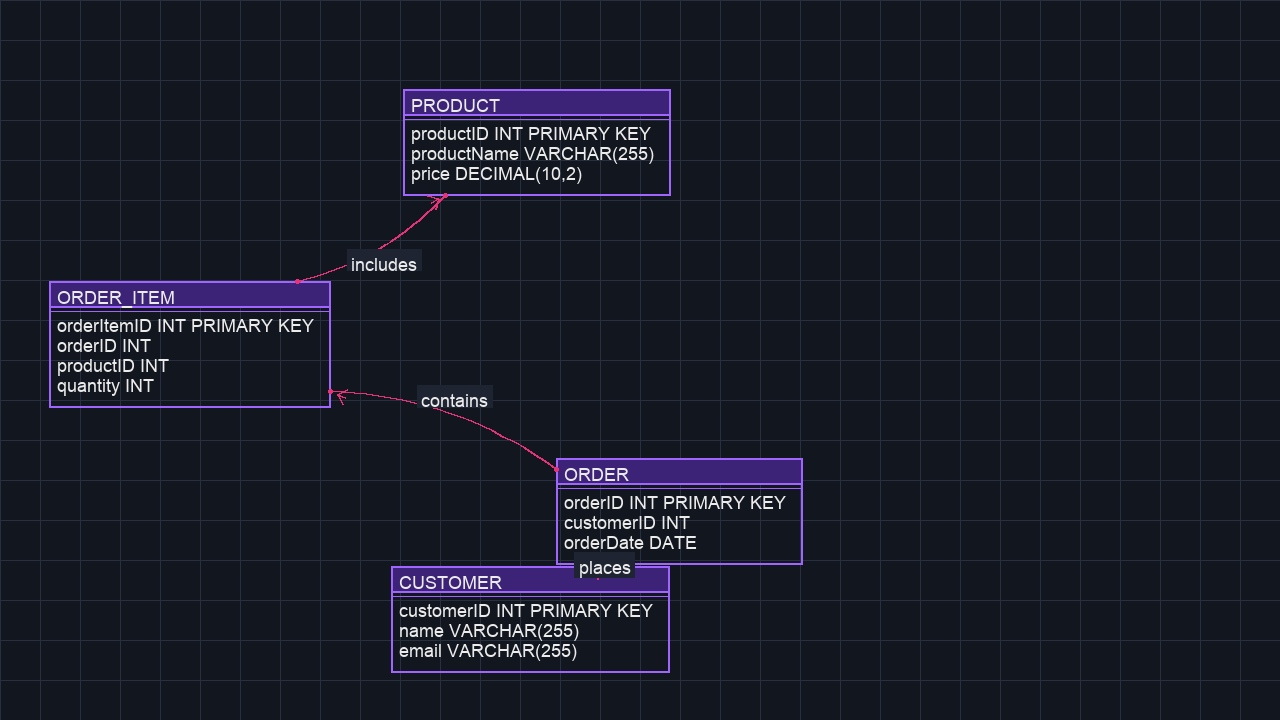 PRODUCT
productID INT PRIMARY KEY
productName VARCHAR(255)
price DECIMAL(10,2)
includes
ORDER_ITEM
orderItemID INT PRIMARY KEY
orderID INT
productID INT
quantity INT
contains
ORDER
orderID INT PRIMARY KEY
customerID INT
orderDate DATE
places
CUSTOMER
customerID INT PRIMARY KEY
name VARCHAR(255)
email VARCHAR(255)